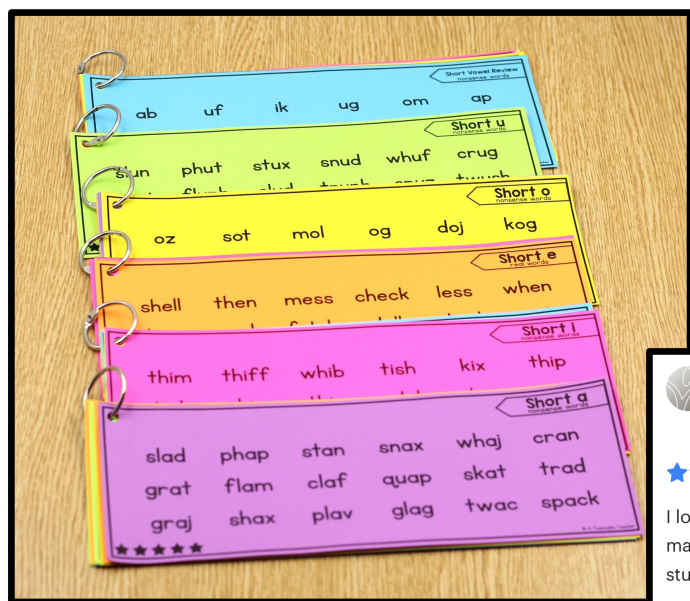 Short Vowel Review
nonsense words
ab uf ik ug om ap
Short u
nonsense words
slun phut stux snud whuf crug
Short o
nonsense words
oz sot mol og doj kog
Short e
real words
shell then mess check less when
Short i
nonsense words
thim thiff whib tish kix thip
Short a
nonsense words
slad phap stan snax whaj cran
grat flam claf quap skat trad
graj shax plav glag twac spack
© A Teachable Teacher
I lo
ma
stu